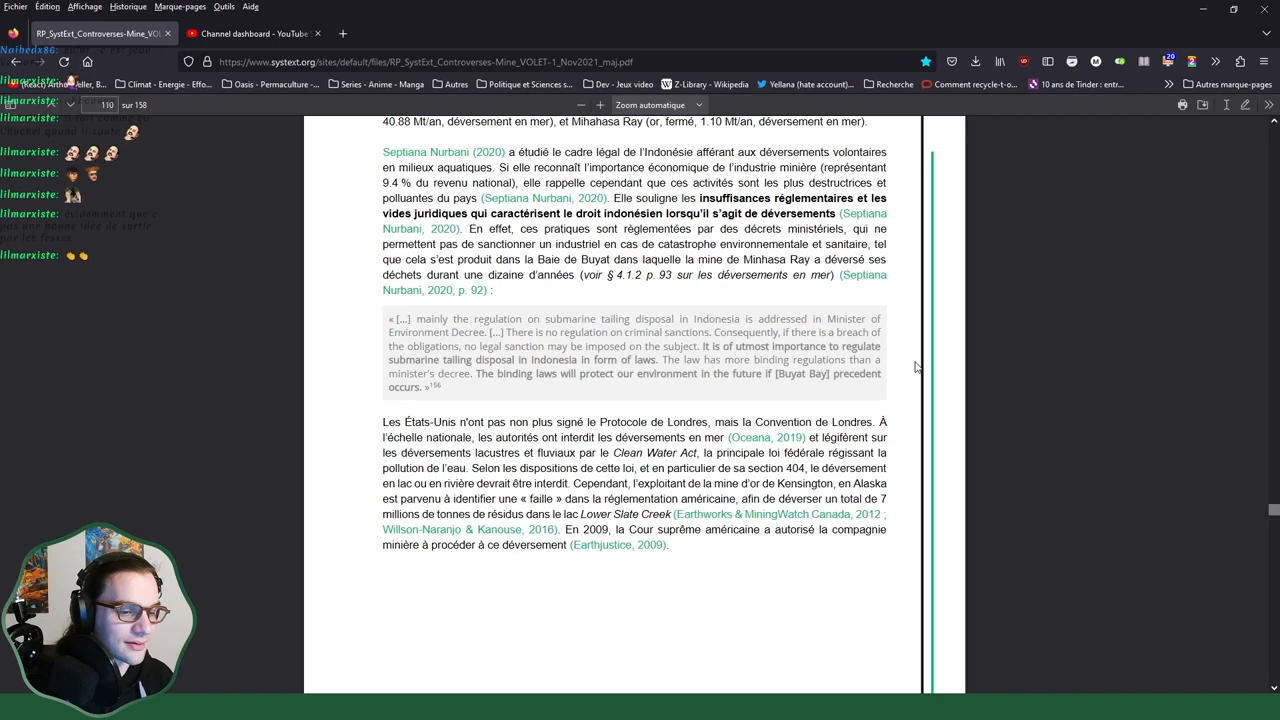 Fichier Édition Affichage Historique Marque-pages Outils Aide
RP_SystExt_Controverses-Mine_VOL
Channel dashboard - YouTube
https://www.systext.org/sites/default/files/RP_SystExt_Controverses-Mine_VOLET-1_Nov2021_maj.pdf
20
Climat - Energie - Effo…
Oasis - Permaculture -…
Series - Anime - Manga
Autres
Politique et Sciences s…
Dev - Jeux video
Z-Library - Wikipedia
Yellana (heat account)…
Recherche
Comment recycle-t-o…
10 ans de Tinder : entr…
Autres marque-pages
110 sur 158
Zoom automatique
Naibedx86:
lilmarxiste:
lilmarxiste:
lilmarxiste:
lilmarxiste:
lilmarxiste:
lilmarxiste:
lilmarxiste: évidemment que c
pas une bonne idée de sortir
par les fesses
lilmarxiste:
40.88 Mt/an, déversement en mer), et Mihahasa Ray (or, fermé, 1.10 Mt/an, déversement en mer).
Septiana Nurbani (2020) a étudié le cadre légal de l'Indonésie afférant aux déversements volontaires
en milieux aquatiques. Si elle reconnaît l'importance économique de l'industrie minière (représentant
9.4 % du revenu national), elle rappelle cependant que ces activités sont les plus destructrices et
polluantes du pays (Septiana Nurbani, 2020). Elle souligne les insuffisances réglementaires et les
vides juridiques qui caractérisent le droit indonésien lorsqu'il s'agit de déversements (Septiana
Nurbani, 2020). En effet, ces pratiques sont règlementées par des décrets ministériels, qui ne
permettent pas de sanctionner un industriel en cas de catastrophe environnementale et sanitaire, tel
que cela s'est produit dans la Baie de Buyat dans laquelle la mine de Minhasa Ray a déversé ses
déchets durant une dizaine d'années (voir § 4.1.2 p. 93 sur les déversements en mer) (Septiana
Nurbani, 2020, p. 92) :
« [...] mainly the regulation on submarine tailing disposal in Indonesia is addressed in Minister of
Environment Decree. [...] There is no regulation on criminal sanctions. Consequently, if there is a breach of
the obligations, no legal sanction may be imposed on the subject. It is of utmost importance to regulate
submarine tailing disposal in Indonesia in form of laws. The law has more binding regulations than a
minister's decree. The binding laws will protect our environment in the future if [Buyat Bay] precedent
occurs. »156
Les États-Unis n'ont pas non plus signé le Protocole de Londres, mais la Convention de Londres. À
l'échelle nationale, les autorités ont interdit les déversements en mer (Oceana, 2019) et légifèrent sur
les déversements lacustres et fluviaux par le Clean Water Act, la principale loi fédérale régissant la
pollution de l'eau. Selon les dispositions de cette loi, et en particulier de sa section 404, le déversement
en lac ou en rivière devrait être interdit. Cependant, l'exploitant de la mine d'or de Kensington, en Alaska
est parvenu à identifier une « faille » dans la réglementation américaine, afin de déverser un total de 7
millions de tonnes de résidus dans le lac Lower Slate Creek (Earthworks & MiningWatch Canada, 2012 ;
Willson-Naranjo & Kanouse, 2016). En 2009, la Cour suprême américaine a autorisé la compagnie
minière à procéder à ce déversement (Earthjustice, 2009).